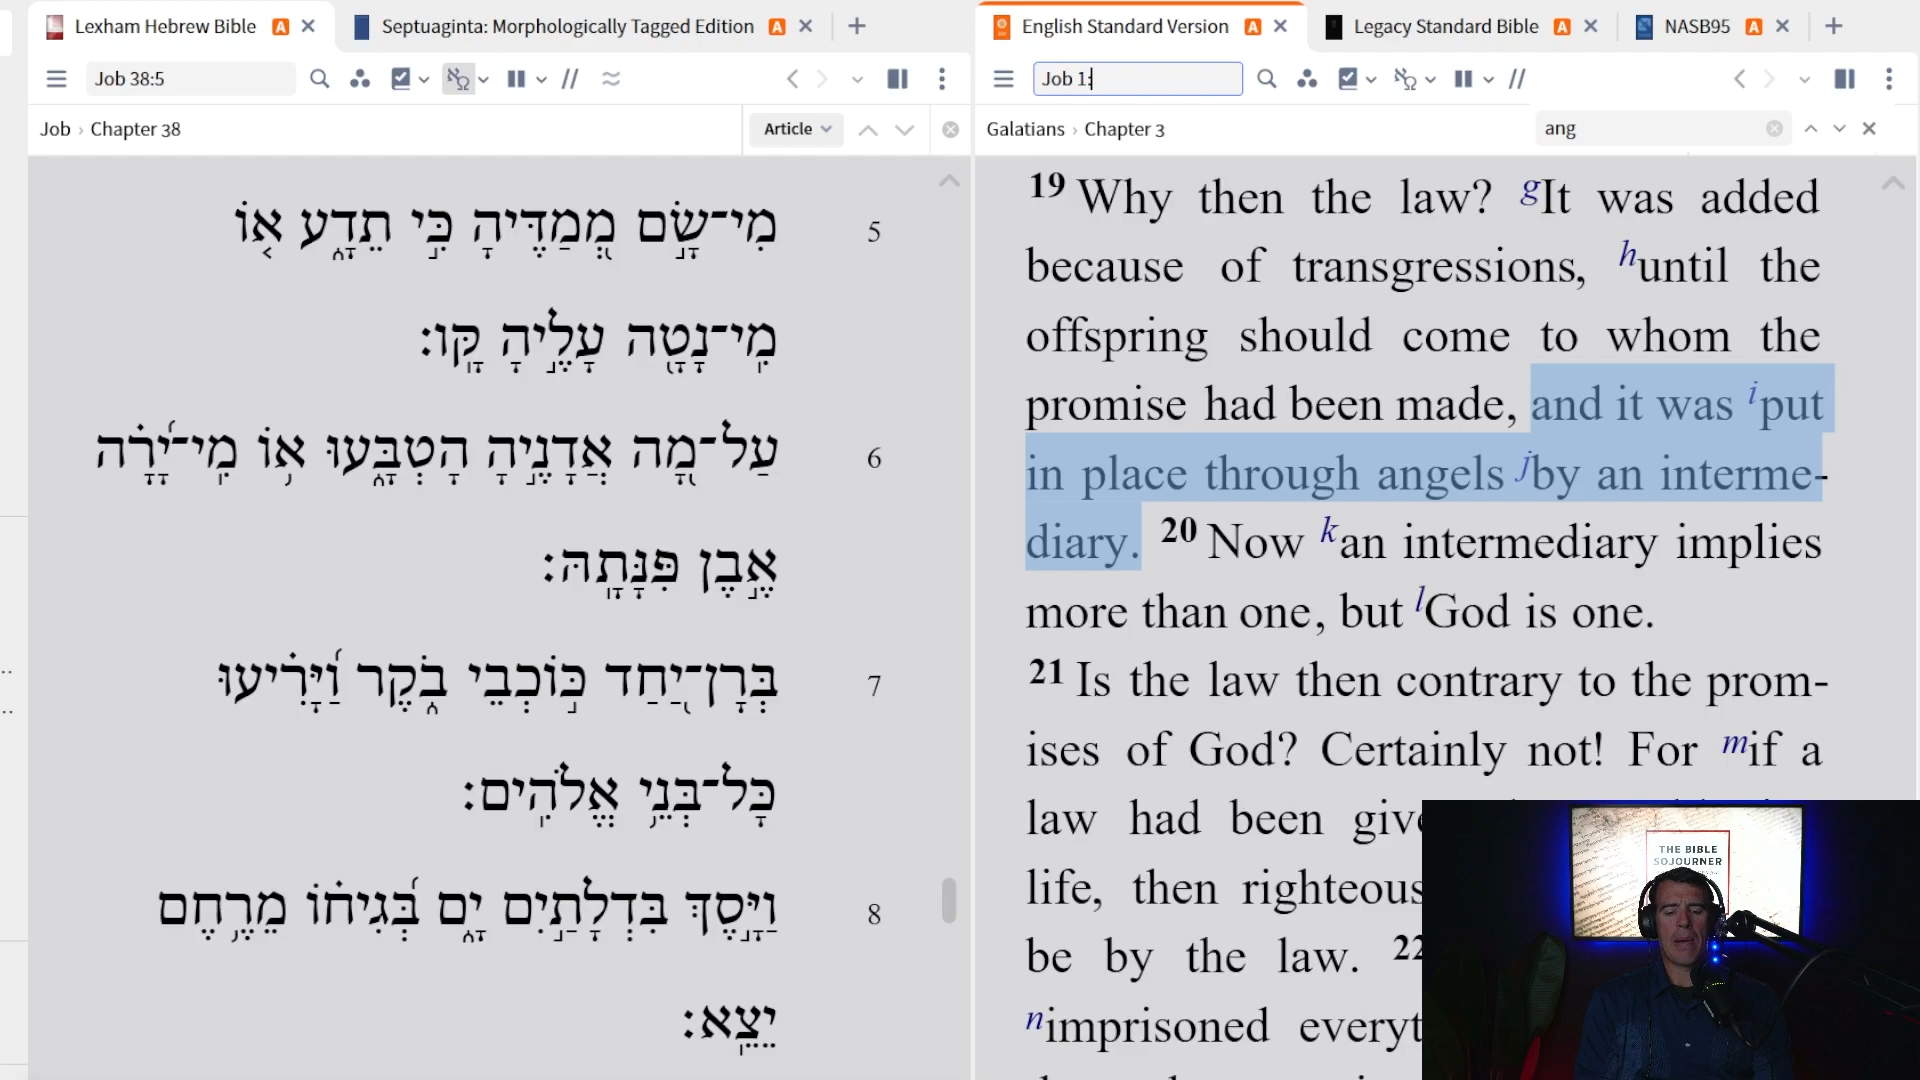 Lexham Hebrew Bible A
Septuaginta: Morphologically Tagged Edition A
English Standard Version A
Legacy Standard Bible A
NASB95 A
Job 38:5
Job 1:
Job › Chapter 38
Article
Galatians › Chapter 3
ang
5 מִי־שָׂ֣ם מְ֭מַדֶּיהָ כִּ֣י תֵדָ֑ע א֤וֹ
מִֽי־נָטָ֖ה עָלֶ֣יהָ קָּֽו׃
6 עַל־מָ֭ה אֲדָנֶ֣יהָ הָטְבָּ֑עוּ א֥וֹ מִֽי־יָ֝רָ֗ה
אֶ֣בֶן פִּנָּתָֽהּ׃
7 בְּרָן־יַ֭חַד כּ֣וֹכְבֵי בֹ֑קֶר וַ֝יָּרִ֗יעוּ
כָּל־בְּנֵ֥י אֱלֹהִֽים׃
8 וַיָּ֣סֶךְ בִּדְלָתַ֣יִם יָ֑ם בְּ֝גִיח֗וֹ מֵרֶ֥חֶם
יֵצֵֽא׃
19 Why then the law? gIt was added
because of transgressions, huntil the
offspring should come to whom the
promise had been made, and it was iput
in place through angels jby an interme-
diary. 20 Now kan intermediary implies
more than one, but lGod is one.
21 Is the law then contrary to the prom-
ises of God? Certainly not! For mif a
law had been give
life, then righteous
be by the law. 22
nimprisoned everyt
THE BIBLE
SOJOURNER